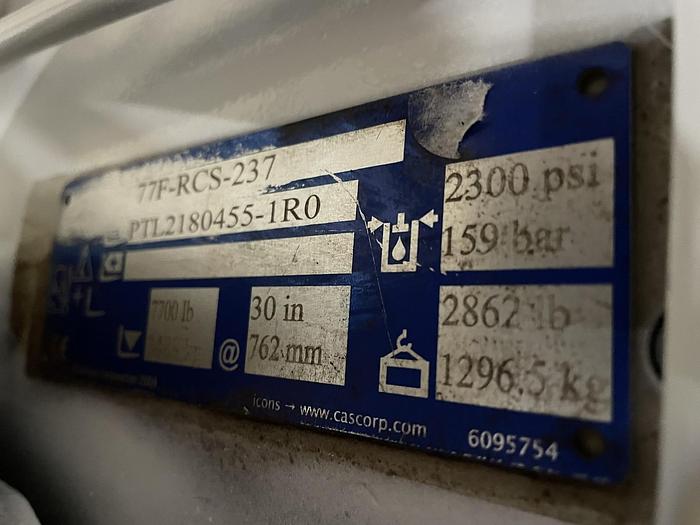 77F-RCS-237
PTL2180455-1R0
2300 psi
159 bar
7700 lb
@
30 in
762 mm
2862 lb
1296.5 kg
icons → www.cascorp.com
6095754